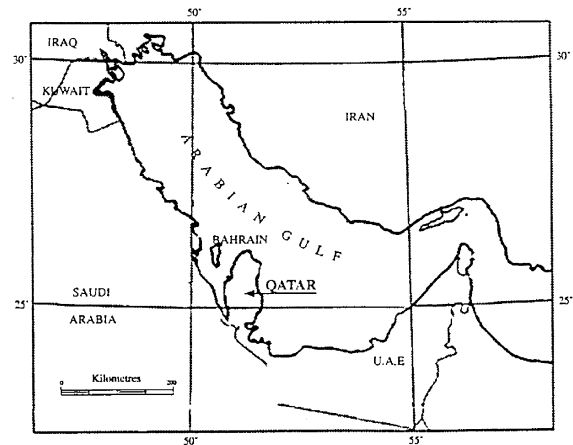 50°
55°
IRAQ
30°
30°
KUWAIT
IRAN
ARABIAN GULF
BAHRAIN
QATAR
SAUDI
ARABIA
25°
25°
U.A.E
Kilometres
0 200
50°
55°